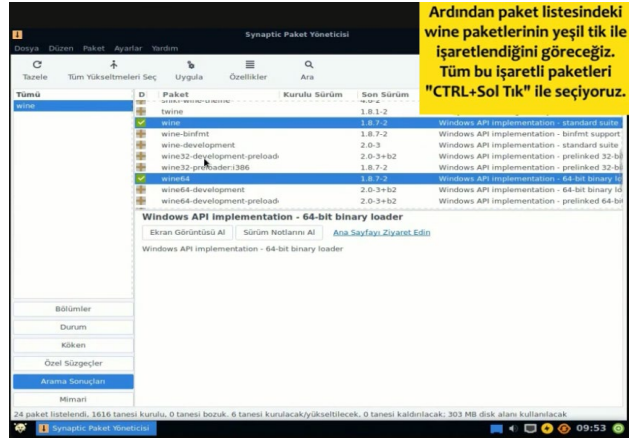 Ardından paket listesindeki
wine paketlerinin yeşil tik ile
işaretlendiğini göreceğiz.
Tüm bu işaretli paketleri
"CTRL+Sol Tık" ile seçiyoruz.
Synaptic Paket Yöneticisi
Dosya Düzen Paket Ayarlar Yardım
Tazele Tüm Yükseltmeleri Seç Uygula Özellikler Ara
Tümü
wine
D Paket Kurulu Sürüm Son Sürüm
twine 1.8.1-2
wine 1.8.7-2 Windows API implementation - standard suite
wine-binfmt 1.8.7-2 Windows API implementation - binfmt support
wine-development 2.0-3 Windows API implementation - standard suite
wine32-development-preload 2.0-3+b2 Windows API implementation - prelinked 32-bi
wine32-preloader:i386 1.8.7-2 Windows API implementation - prelinked 32-bi
wine64 1.8.7-2 Windows API implementation - 64-bit binary lo
wine64-development 2.0-3+b2 Windows API implementation - 64-bit binary lo
wine64-development-preload 2.0-3+b2 Windows API implementation - prelinked 64-bi
Windows API implementation - 64-bit binary loader
Ekran Görüntüsü Al Sürüm Notlarını Al Ana Sayfayı Ziyaret Edin
Windows API implementation - 64-bit binary loader
Bölümler
Durum
Köken
Özel Süzgeçler
Arama Sonuçları
Mimari
24 paket listelendi, 1616 tanesi kurulu, 0 tanesi bozuk. 6 tanesi kurulacak/yükseltilecek, 0 tanesi kaldırılacak; 303 MB disk alanı kullanılacak
Synaptic Paket Yöneticisi 09:53